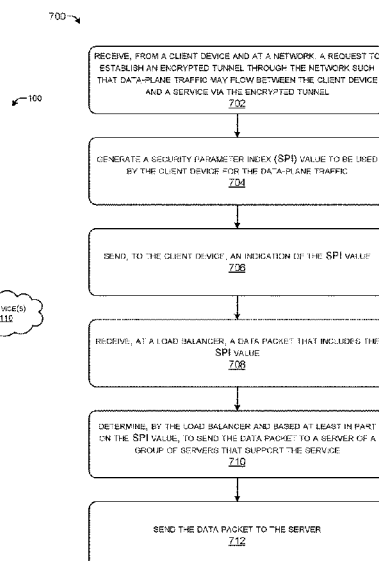 700
100
RECEIVE, FROM A CLIENT DEVICE AND AT A NETWORK, A REQUEST TO
ESTABLISH AN ENCRYPTED TUNNEL THROUGH THE NETWORK SUCH
THAT DATA-PLANE TRAFFIC MAY FLOW BETWEEN THE CLIENT DEVICE
AND A SERVICE VIA THE ENCRYPTED TUNNEL
702
GENERATE A SECURITY PARAMETER INDEX (SPI) VALUE TO BE USED
BY THE CLIENT DEVICE FOR THE DATA-PLANE TRAFFIC
704
SEND, TO THE CLIENT DEVICE, AN INDICATION OF THE SPI VALUE
706
VICE(S)
110
RECEIVE, AT A LOAD BALANCER, A DATA PACKET THAT INCLUDES THE
SPI VALUE
708
DETERMINE, BY THE LOAD BALANCER AND BASED AT LEAST IN PART
ON THE SPI VALUE, TO SEND THE DATA PACKET TO A SERVER OF A
GROUP OF SERVERS THAT SUPPORT THE SERVICE
710
SEND THE DATA PACKET TO THE SERVER
712